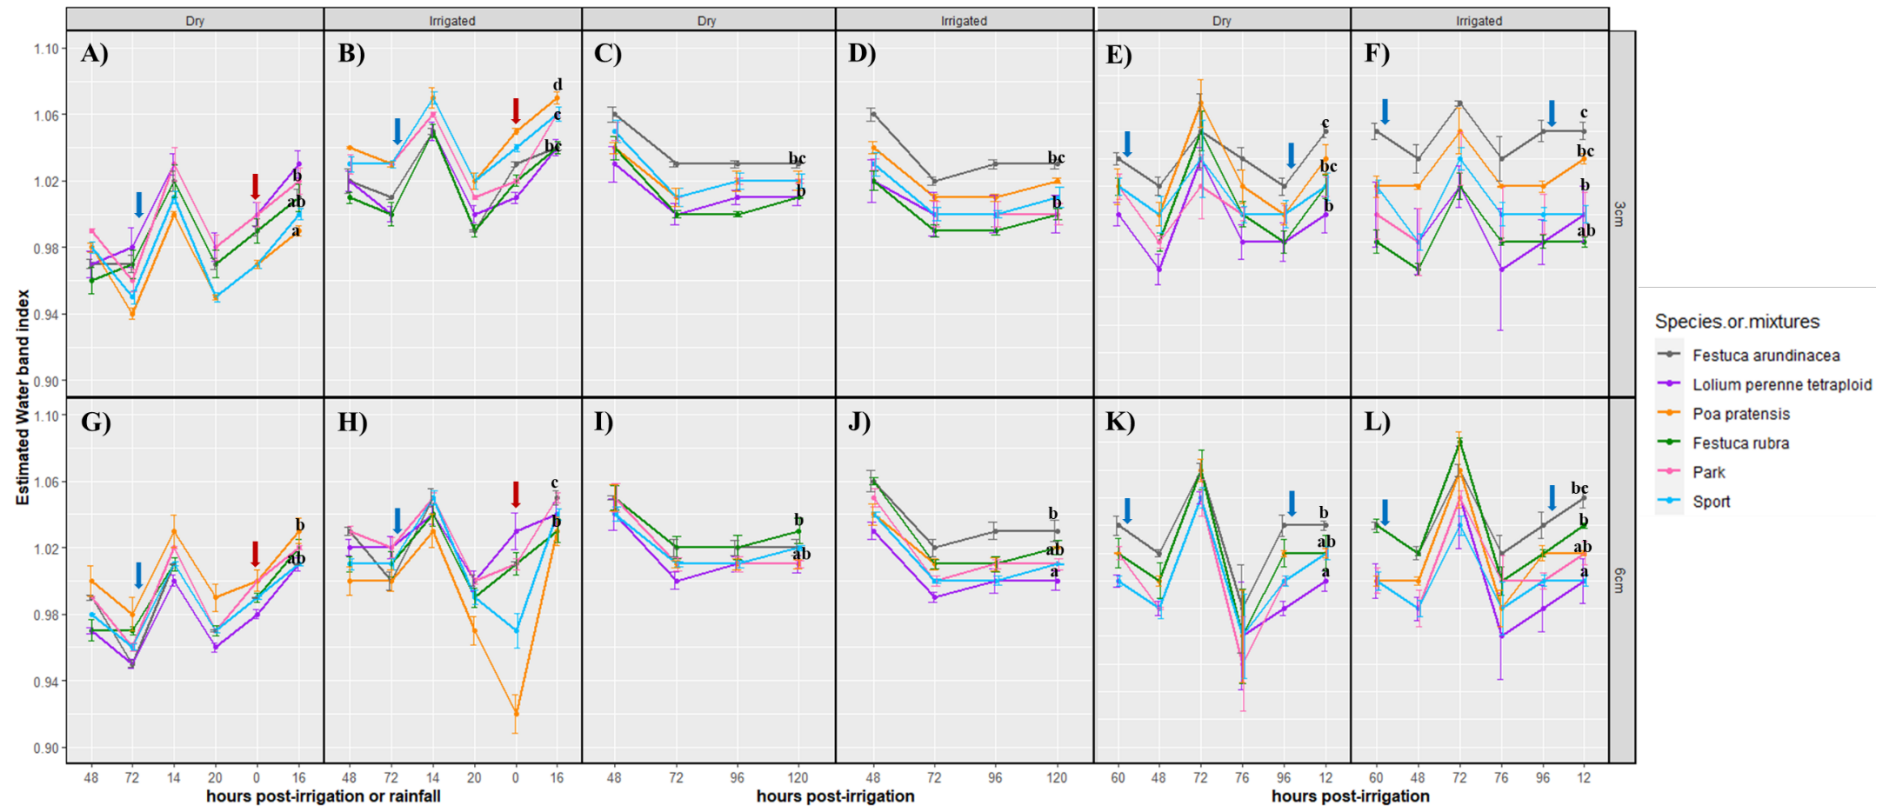 Dry Irrigated Dry Irrigated Dry Irrigated
A) B) C) D) E) F)
1.10
1.06
1.02
0.98
0.94
0.90
b
ab
a
d
c
bc
bc
b
bc
b
c
bc
b
c
bc
b
ab
3cm
Estimated Water band index
G) H) I) J) K) L)
1.10
1.06
1.02
0.98
0.94
0.90
b
ab
c
b
b
ab
b
ab
a
b
ab
a
bc
b
ab
a
6cm
48 72 14 20 0 16 48 72 14 20 0 16 48 72 96 120 48 72 96 120 60 48 72 76 96 12 60 48 72 76 96 12
hours post-irrigation or rainfall hours post-irrigation hours post-irrigation
Species.or.mixtures
Festuca arundinacea
Lolium perenne tetraploid
Poa pratensis
Festuca rubra
Park
Sport